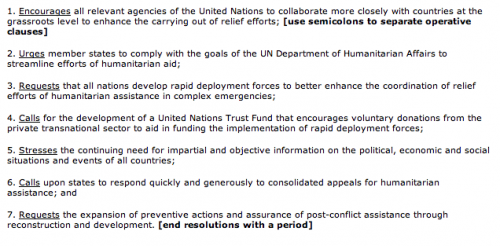 1. Encourages all relevant agencies of the United Nations to collaborate more closely with countries at the
grassroots level to enhance the carrying out of relief efforts; [use semicolons to separate operative
clauses]
2. Urges member states to comply with the goals of the UN Department of Humanitarian Affairs to
streamline efforts of humanitarian aid;
3. Requests that all nations develop rapid deployment forces to better enhance the coordination of relief
efforts of humanitarian assistance in complex emergencies;
4. Calls for the development of a United Nations Trust Fund that encourages voluntary donations from the
private transnational sector to aid in funding the implementation of rapid deployment forces;
5. Stresses the continuing need for impartial and objective information on the political, economic and social
situations and events of all countries;
6. Calls upon states to respond quickly and generously to consolidated appeals for humanitarian
assistance; and
7. Requests the expansion of preventive actions and assurance of post-conflict assistance through
reconstruction and development. [end resolutions with a period]